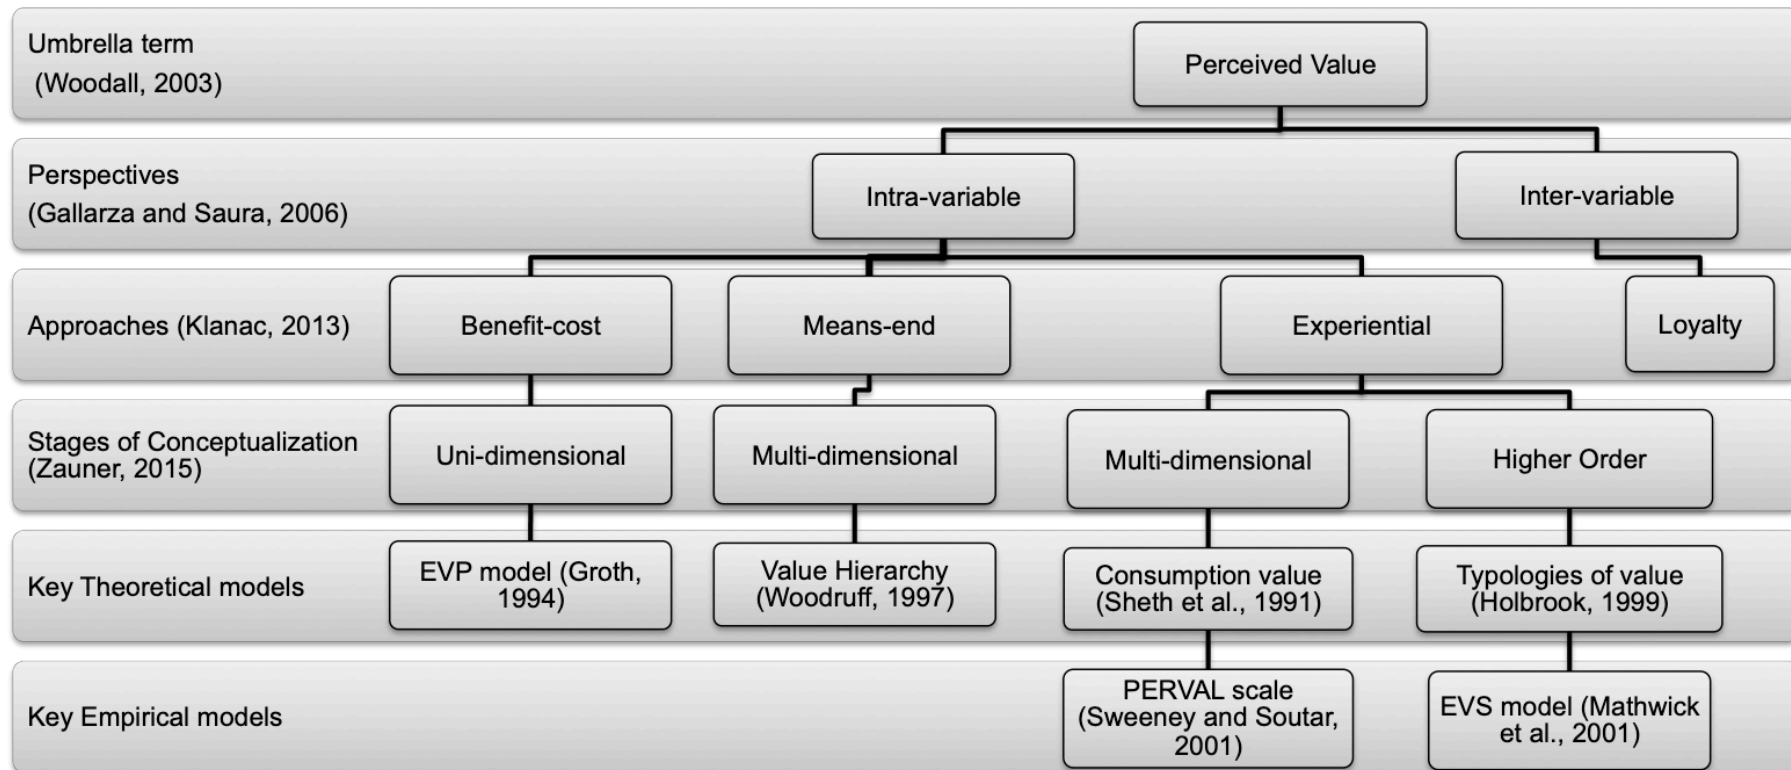 Umbrella term
(Woodall, 2003)
Perceived Value
Perspectives
(Gallarza and Saura, 2006)
Intra-variable
Inter-variable
Approaches (Klanac, 2013)
Benefit-cost
Means-end
Experiential
Loyalty
Stages of Conceptualization
(Zauner, 2015)
Uni-dimensional
Multi-dimensional
Multi-dimensional
Higher Order
Key Theoretical models
EVP model (Groth,
1994)
Value Hierarchy
(Woodruff, 1997)
Consumption value
(Sheth et al., 1991)
Typologies of value
(Holbrook, 1999)
Key Empirical models
PERVAL scale
(Sweeney and Soutar,
2001)
EVS model (Mathwick
et al., 2001)